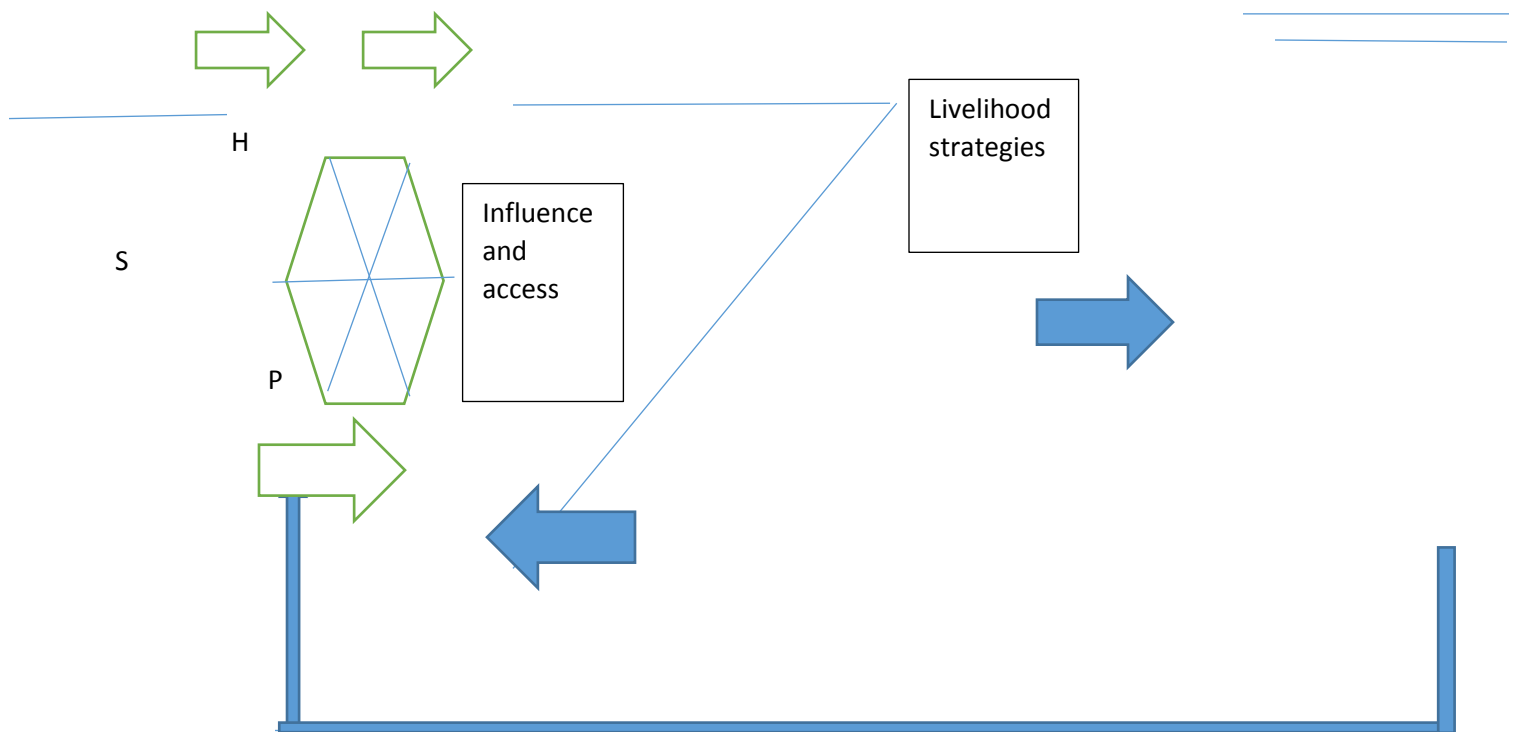 H
S
P
Influence
and
access
Livelihood
strategies